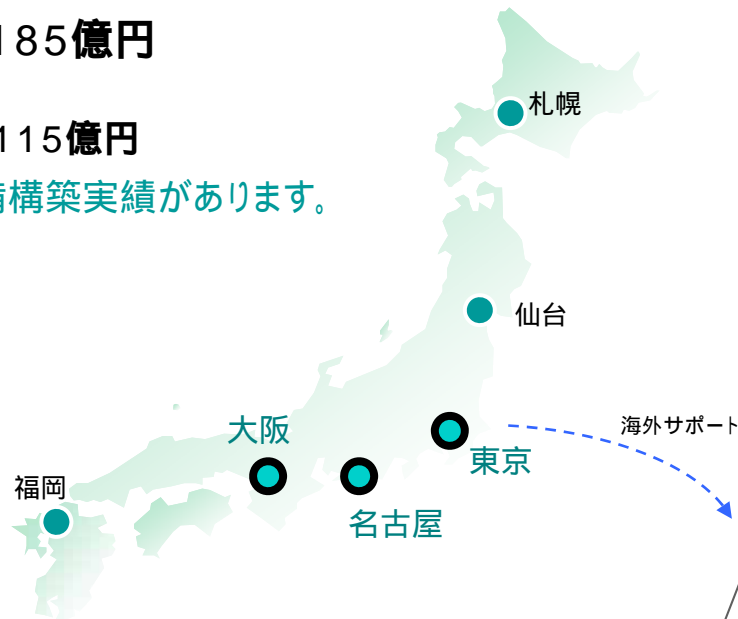 185億円
115億円
構築実績があります。
札幌
仙台
大阪
東京
海外サポート
福岡
名古屋